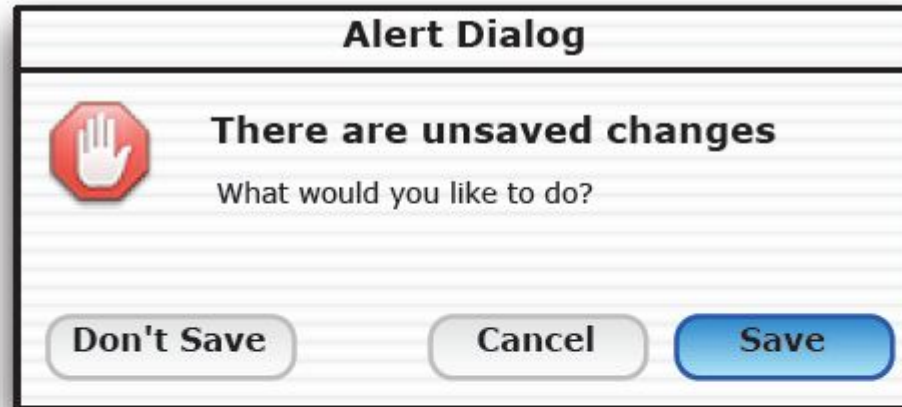 Alert Dialog
There are unsaved changes
What would you like to do?
Don't Save Cancel Save